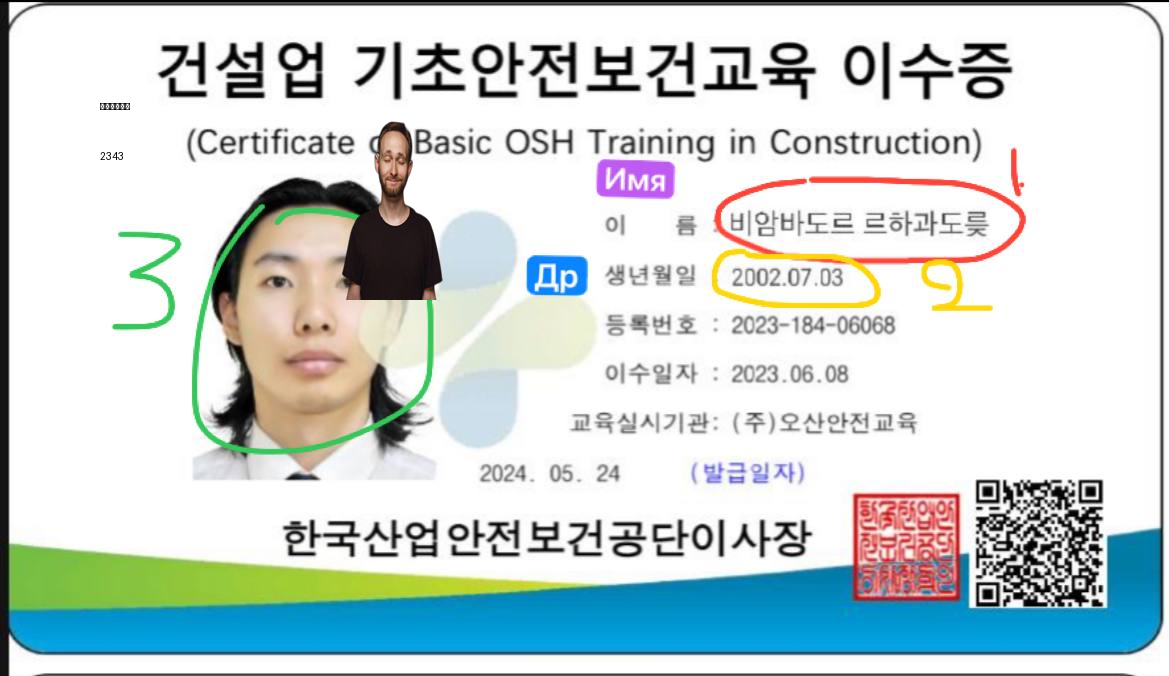 건설업 기초안전보건교육 이수증
2343
(Certificate Basic OSH Training in Construction)
Имя
1.
이 름 : 비암바도르 르하과도릊
3
Др
생년월일 2002.07.03
2
등록번호 : 2023-184-06068
이수일자 : 2023.06.08
교육실시기관: (주)오산안전교육
2024. 05. 24 (발급일자)
한국산업안전보건공단이사장